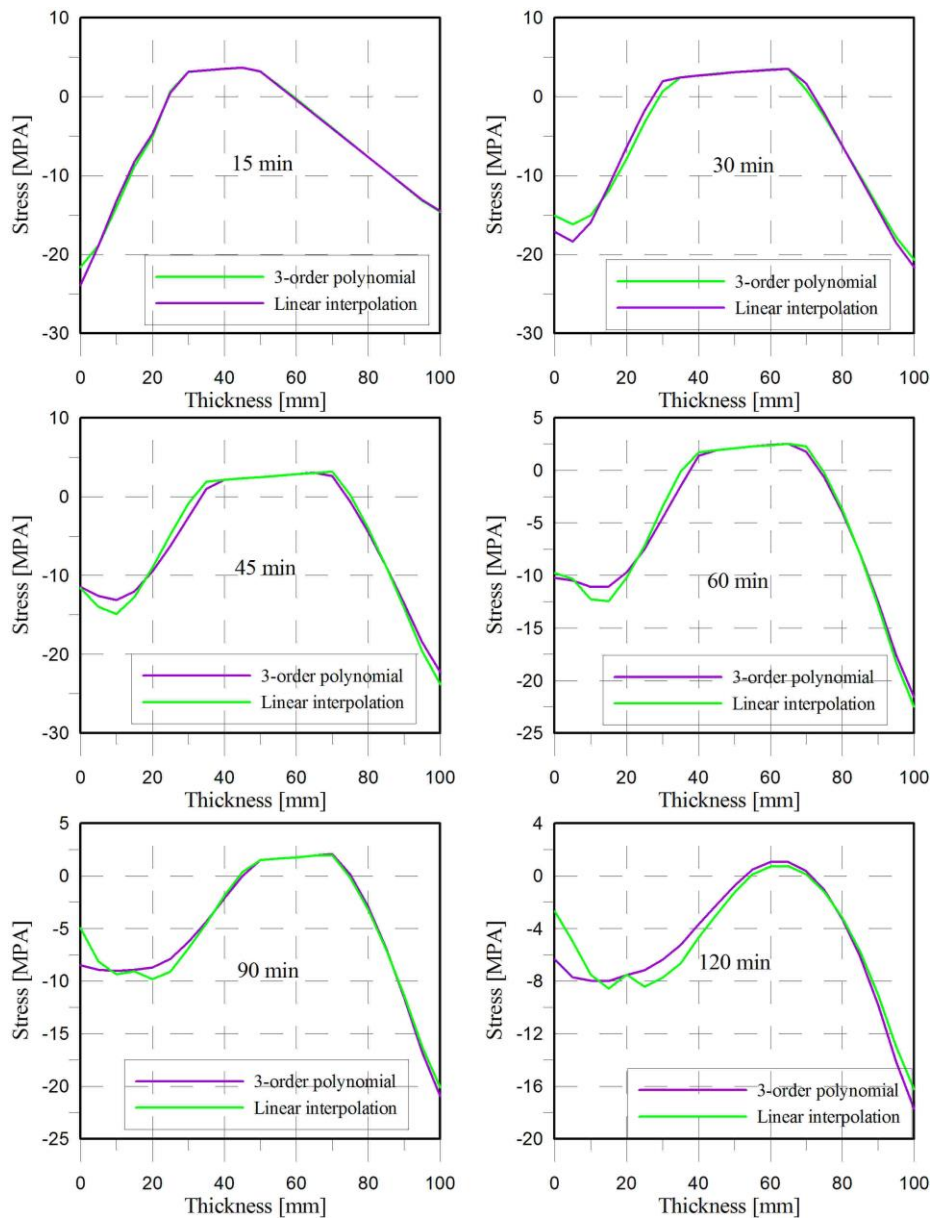 10
0
-10
-20
-30
Stress [MPA]
15 min
3-order polynomial
Linear interpolation
0 20 40 60 80 100
Thickness [mm]
10
0
-10
-20
-30
Stress [MPA]
30 min
3-order polynomial
Linear interpolation
0 20 40 60 80 100
Thickness [mm]
10
0
-10
-20
-30
Stress [MPA]
45 min
3-order polynomial
Linear interpolation
0 20 40 60 80 100
Thickness [mm]
5
0
-5
-10
-15
-20
-25
Stress [MPA]
60 min
3-order polynomial
Linear interpolation
0 20 40 60 80 100
Thickness [mm]
5
0
-5
-10
-15
-20
-25
Stress [MPA]
90 min
3-order polynomial
Linear interpolation
0 20 40 60 80 100
Thickness [mm]
4
0
-4
-8
-12
-16
-20
Stress [MPA]
120 min
3-order polynomial
Linear interpolation
0 20 40 60 80 100
Thickness [mm]